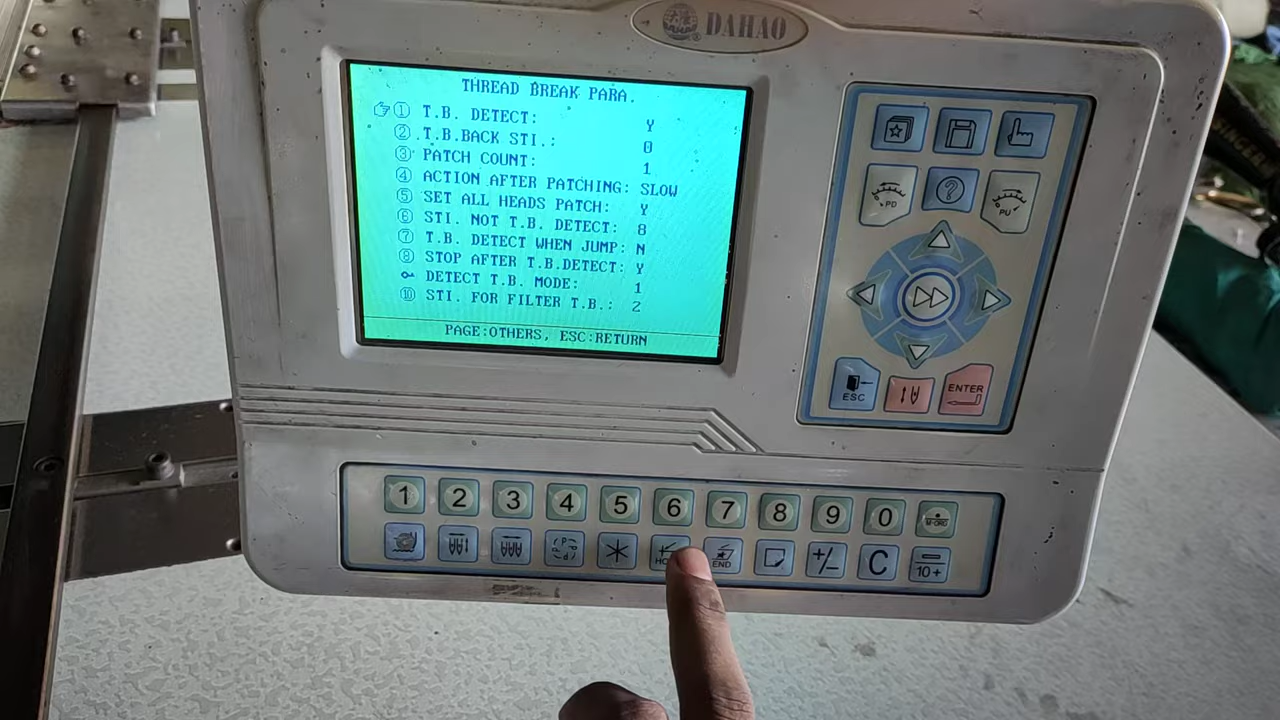 DAHAO
THREAD BREAK PARA.
① T.B. DETECT: Y
② T.B.BACK STI.: 0
③ PATCH COUNT: 1
④ ACTION AFTER PATCHING: SLOW
⑤ SET ALL HEADS PATCH: Y
⑥ STI. NOT T.B. DETECT: 8
⑦ T.B. DETECT WHEN JUMP: N
⑧ STOP AFTER T.B.DETECT: Y
DETECT T.B. MODE: 1
⑩ STI. FOR FILTER T.B.: 2
PAGE:OTHERS, ESC:RETURN
PD ? PU
ESC
ENTER
1 2 3 4 5 6 7 8 9 0 M-ORG
END +/- C 10+
SINGER